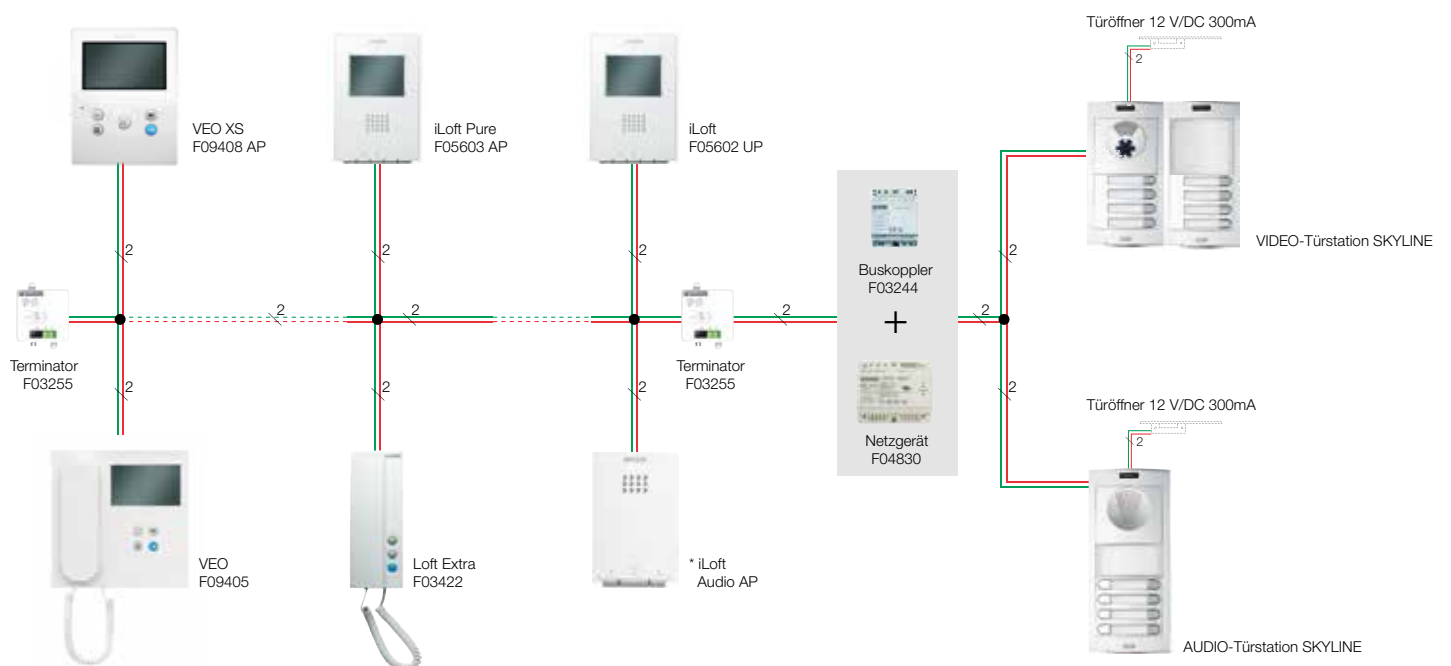 Türöffner 12 V/DC 300mA
2
VEO XS
F09408 AP
iLoft Pure
F05603 AP
iLoft
F05602 UP
VIDEO-Türstation SKYLINE
2
2
2
2
Buskoppler
F03244
+
Netzgerät
F04830
Terminator
F03255
2
2
2
2
Terminator
F03255
2
2
2
2
Türöffner 12 V/DC 300mA
2
VEO
F09405
Loft Extra
F03422
* iLoft
Audio AP
AUDIO-Türstation SKYLINE